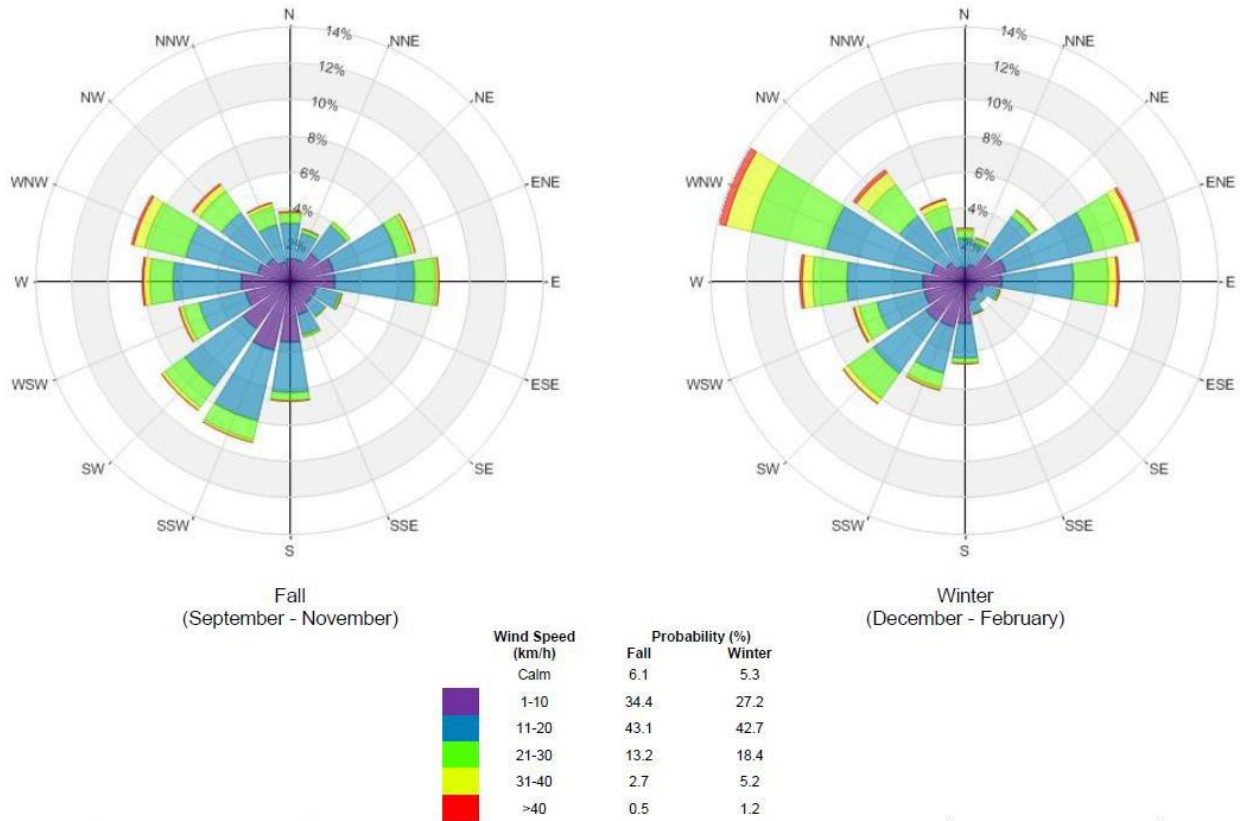 N
NNW
NNE
NW
NE
WNW
ENE
W
E
WSW
ESE
SW
SE
SSW
SSE
S
14%
12%
10%
8%
6%
4%
2%
N
NNW
NNE
NW
NE
WNW
ENE
W
E
WSW
ESE
SW
SE
SSW
SSE
S
14%
12%
10%
8%
6%
4%
2%
Fall
(September - November)
Winter
(December - February)
Wind Speed Probability (%)
(km/h) Fall Winter
Calm 6.1 5.3
1-10 34.4 27.2
11-20 43.1 42.7
21-30 13.2 18.4
31-40 2.7 5.2
>40 0.5 1.2